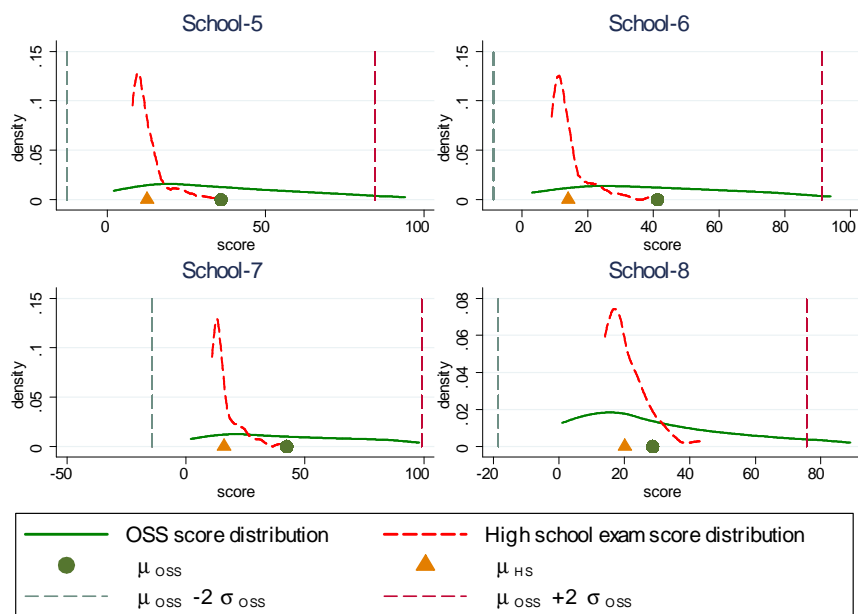 School-5
School-6
.15
.1
.05
0
density
0
50
100
score
.15
.1
.05
0
density
0
20
40
60
80
100
score
School-7
School-8
.15
.1
.05
0
density
-50
0
50
100
score
.08
.06
.04
.02
0
density
-20
0
20
40
60
80
score
OSS score distribution
High school exam score distribution
μ OSS
μ HS
μ OSS -2 σ OSS
μ OSS +2 σ OSS